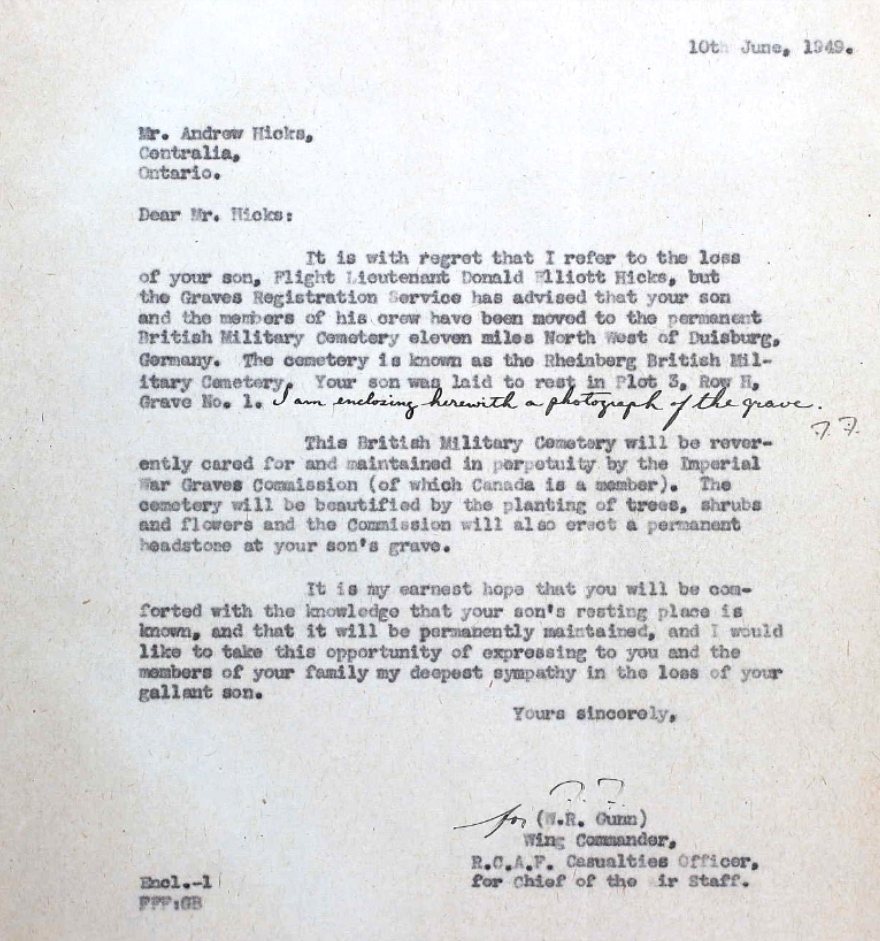 10th June, 1949.
Mr. Andrew Hicks,
Centralia,
Ontario.
Dear Mr. Hicks:
It is with regret that I refer to the loss
of your son, Flight Lieutenant Donald Elliott Hicks, but
the Graves Registration Service has advised that your son
and the members of his crew have been moved to the permanent
British Military Cemetery eleven miles North West of Duisburg,
Germany. The cemetery is known as the Rheinberg British Mil-
itary Cemetery. Your son was laid to rest in Plot 3, Row H,
Grave No. 1. I am enclosing herewith a photograph of the grave.
7.7.
This British Military Cemetery will be rever-
ently cared for and maintained in perpetuity by the Imperial
War Graves Commission (of which Canada is a member). The
cemetery will be beautified by the planting of trees, shrubs
and flowers and the Commission will also erect a permanent
headstone at your son's grave.
It is my earnest hope that you will be com-
forted with the knowledge that your son's resting place is
known, and that it will be permanently maintained, and I would
like to take this opportunity of expressing to you and the
members of your family my deepest sympathy in the loss of your
gallant son.
Yours sincerely,
for (W.R. Gunn)
Wing Commander,
R.C.A.F. Casualties Officer,
for Chief of the Air Staff.
Encl.-1
FFF:GB